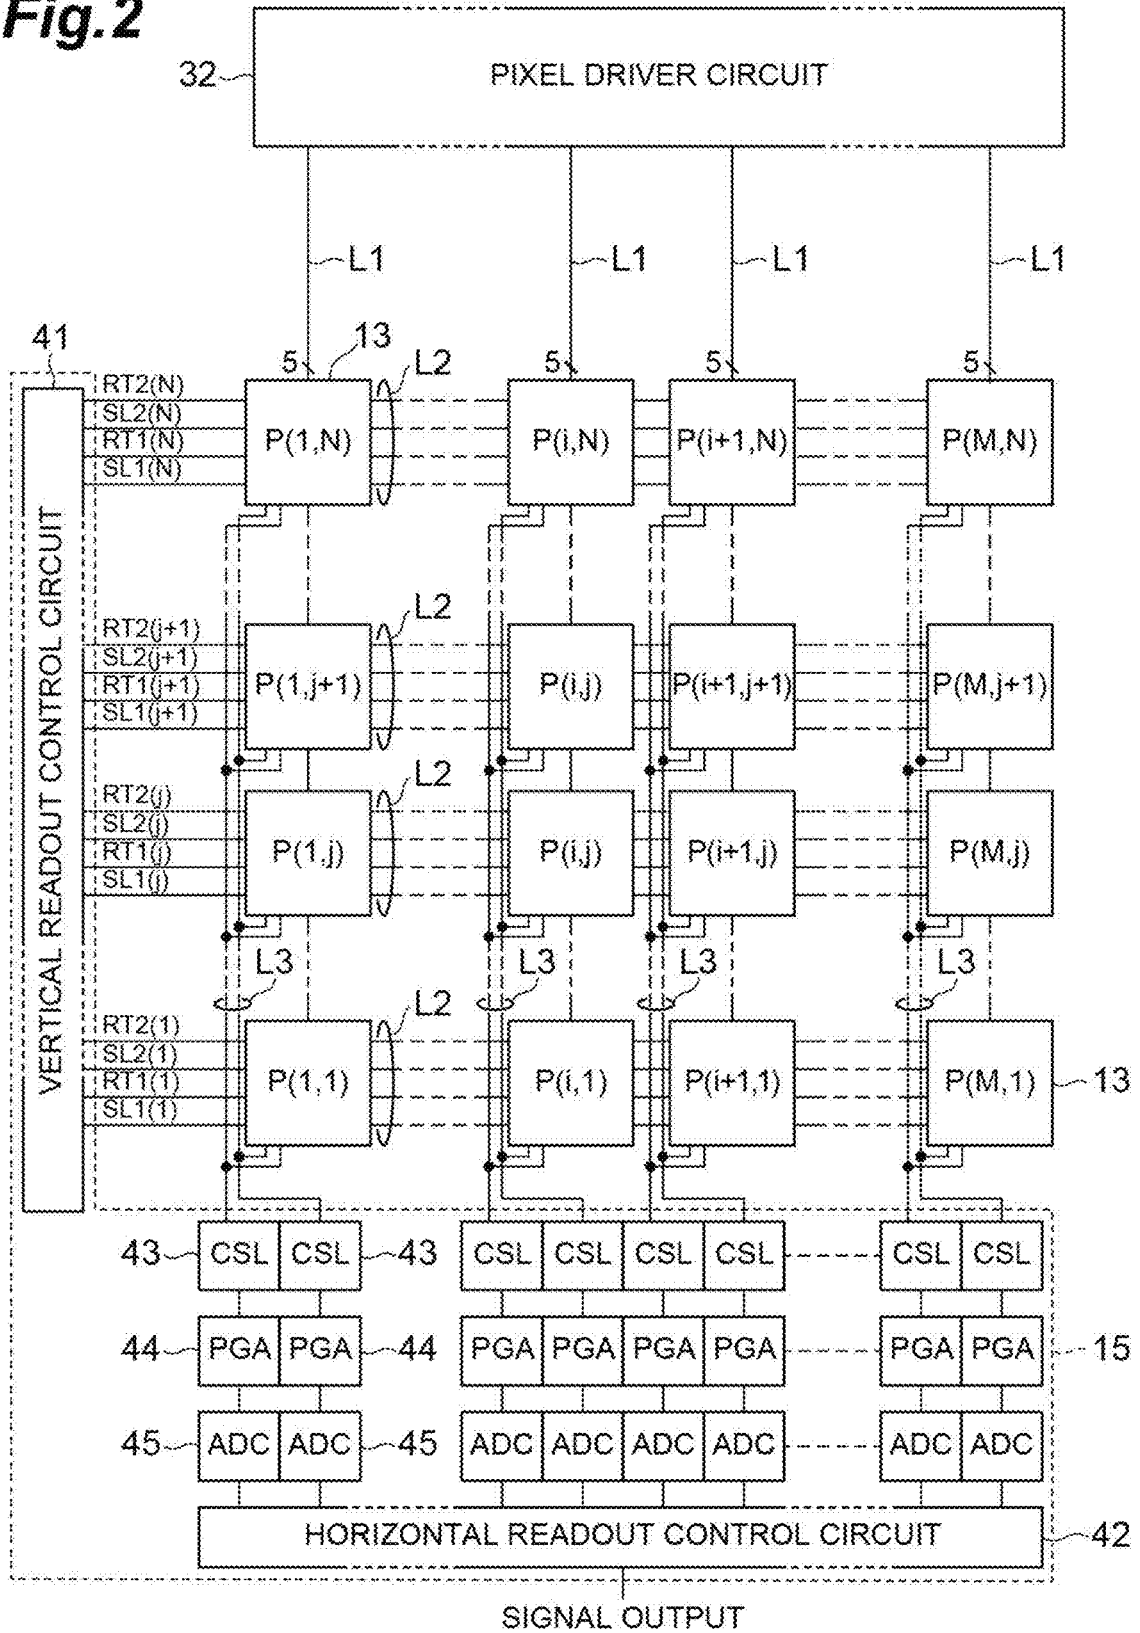 Fig.2
32 PIXEL DRIVER CIRCUIT
L1 L1 L1 L1
41 13
5 L2 5 5 5
RT2(N)
SL2(N)
RT1(N)
SL1(N)
P(1,N) P(i,N) P(i+1,N) P(M,N)
VERTICAL READOUT CONTROL CIRCUIT
L2
RT2(j+1)
SL2(j+1)
RT1(j+1)
SL1(j+1)
P(1,j+1) P(i,j) P(i+1,j+1) P(M,j+1)
L2
RT2(j)
SL2(j)
RT1(j)
SL1(j)
P(1,j) P(i,j) P(i+1,j) P(M,j)
L3 L3 L3 L3
L2
RT2(1)
SL2(1)
RT1(1)
SL1(1)
P(1,1) P(i,1) P(i+1,1) P(M,1) 13
43 CSL CSL 43 CSL CSL CSL CSL CSL CSL
44 PGA PGA 44 PGA PGA PGA PGA PGA PGA 15
45 ADC ADC 45 ADC ADC ADC ADC ADC ADC
HORIZONTAL READOUT CONTROL CIRCUIT 42
SIGNAL OUTPUT